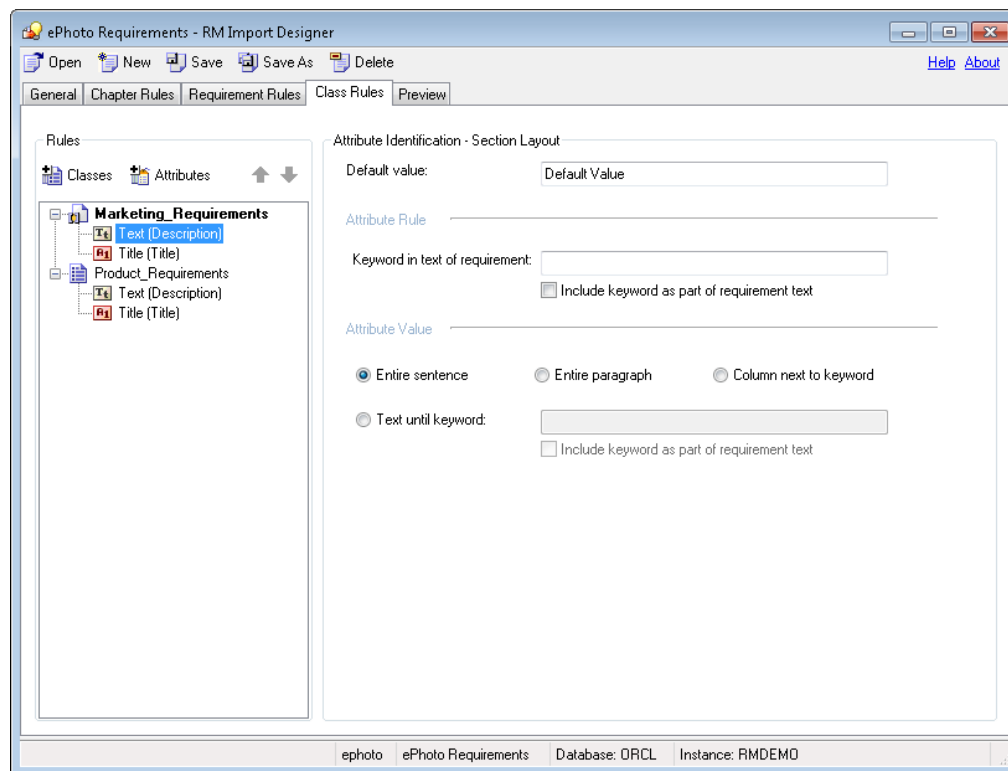 ePhoto Requirements - RM Import Designer
Open New Save Save As Delete Help About
General Chapter Rules Requirement Rules Class Rules Preview
Rules
Classes Attributes
Marketing_Requirements
Text (Description)
Title (Title)
Product_Requirements
Text (Description)
Title (Title)
Attribute Identification - Section Layout
Default value: Default Value
Attribute Rule
Keyword in text of requirement:
Include keyword as part of requirement text
Attribute Value
Entire sentence Entire paragraph Column next to keyword
Text until keyword:
Include keyword as part of requirement text
ephoto ePhoto Requirements Database: ORCL Instance: RMDEMO